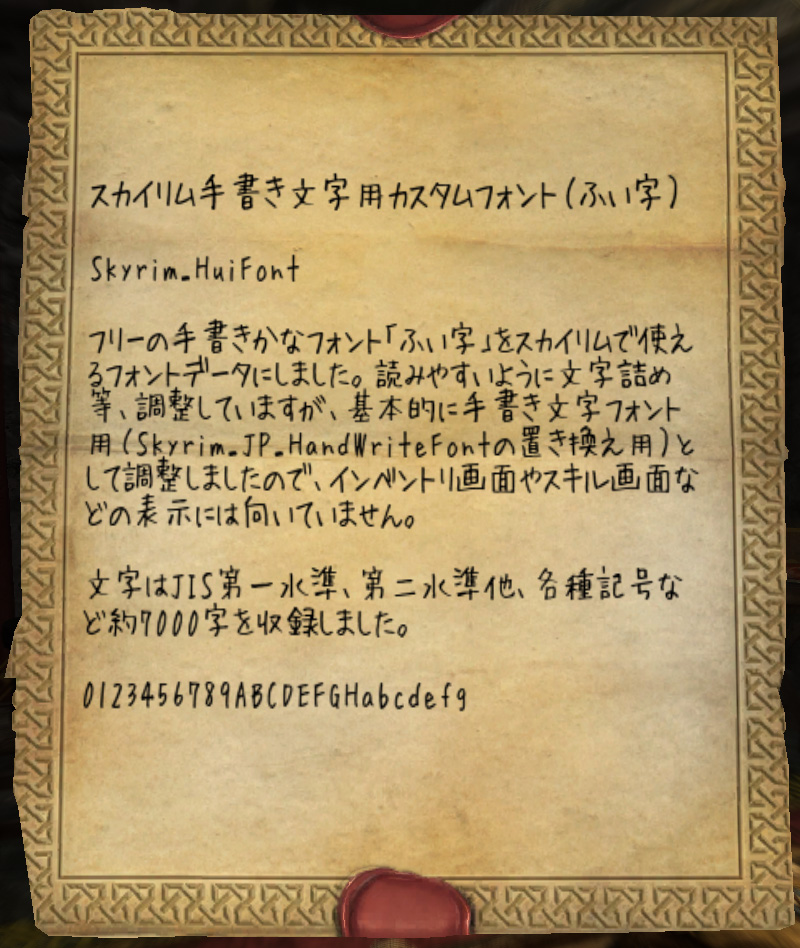 スカイリム手書き文字用カスタムフォント(ふい字)
Skyrim_HuiFont
フリーの手書きかなフォント「ふい字」をスカイリムで使え
るフォントデータにしました。読みやすいように文字詰め
等、調整していますが、基本的に手書き文字フォント
用(Skyrim_JP_HandWriteFontの置き換え用)と
して調整しましたので、インベントリ画面やスキル画面な
どの表示には向いていません。
文字はJIS第一水準、第二水準他、各種記号な
ど約7000字を収録しました。
0123456789ABCDEFGHabcdefg